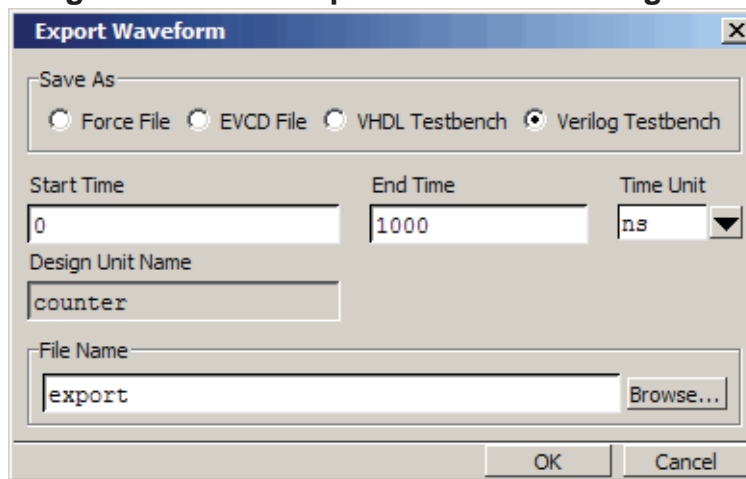 Export Waveform
Save As
Force File EVCD File VHDL Testbench Verilog Testbench
Start Time End Time Time Unit
0 1000 ns
Design Unit Name
counter
File Name
export Browse...
OK Cancel